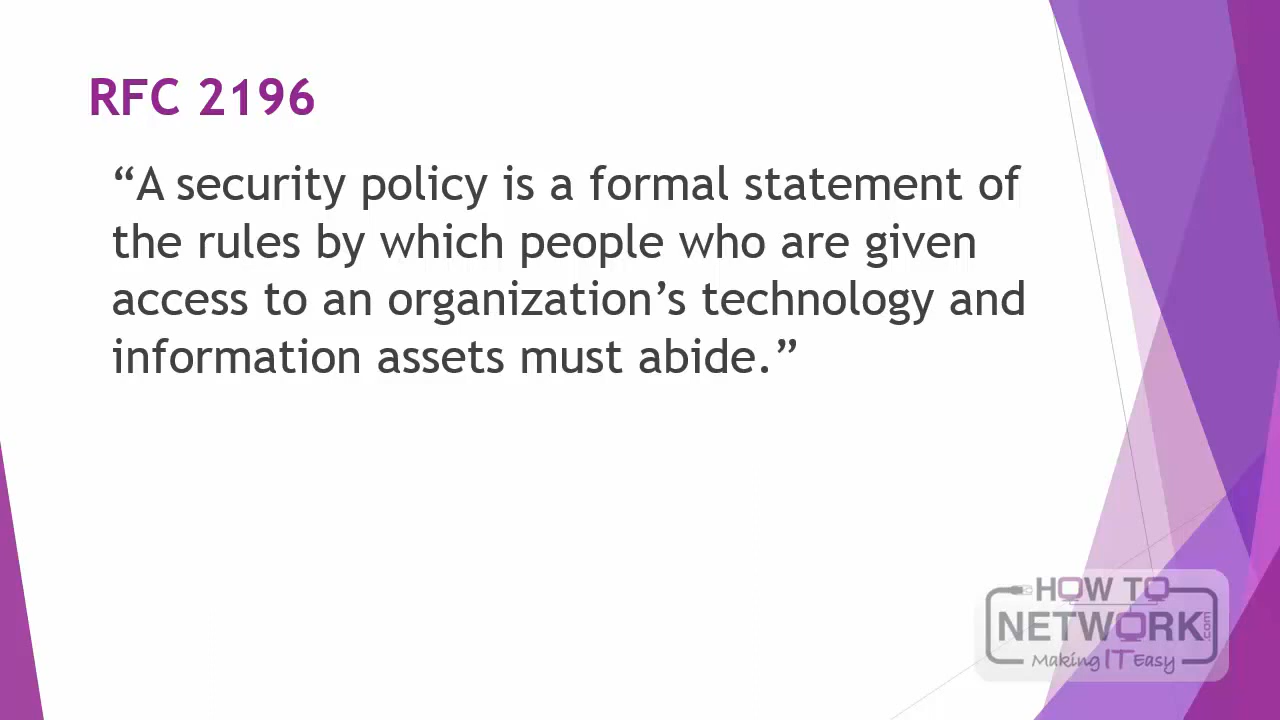 RFC 2196
“A security policy is a formal statement of
the rules by which people who are given
access to an organization’s technology and
information assets must abide.”
HOW TO
NETWORK.com
Making IT Easy